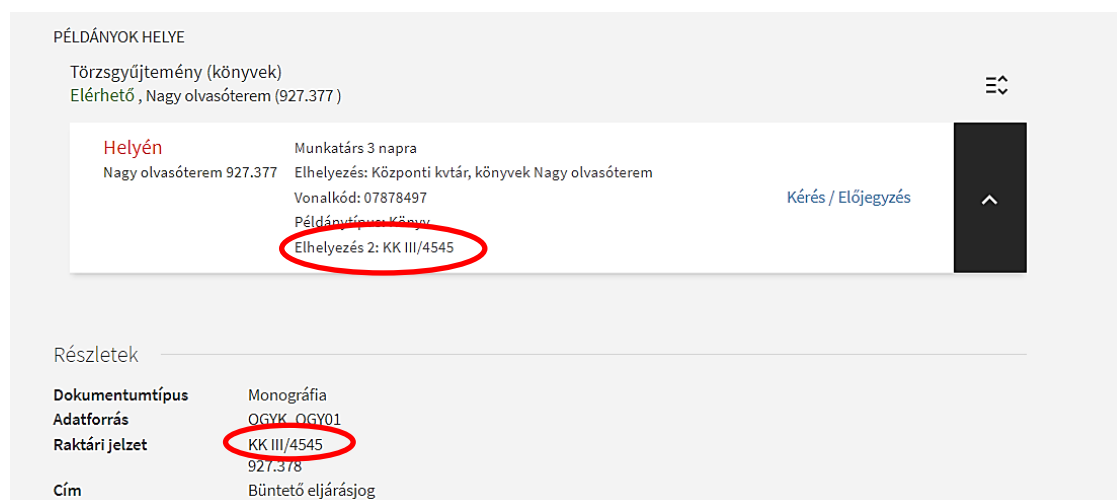 PÉLDÁNYOK HELYE
Törzsgyűjtemény (könyvek)
Elérhető , Nagy olvasóterem (927.377 )
Helyén
Nagy olvasóterem 927.377
Munkatárs 3 napra
Elhelyezés: Központi kvtár, könyvek Nagy olvasóterem
Vonalkód: 07878497
Példánytípus: Könyv
Elhelyezés 2: KK III/4545
Kérés / Előjegyzés
Részletek
Dokumentumtípus Monográfia
Adatforrás OGYK_OGY01
Raktári jelzet KK III/4545
927.378
Cím Büntető eljárásjog